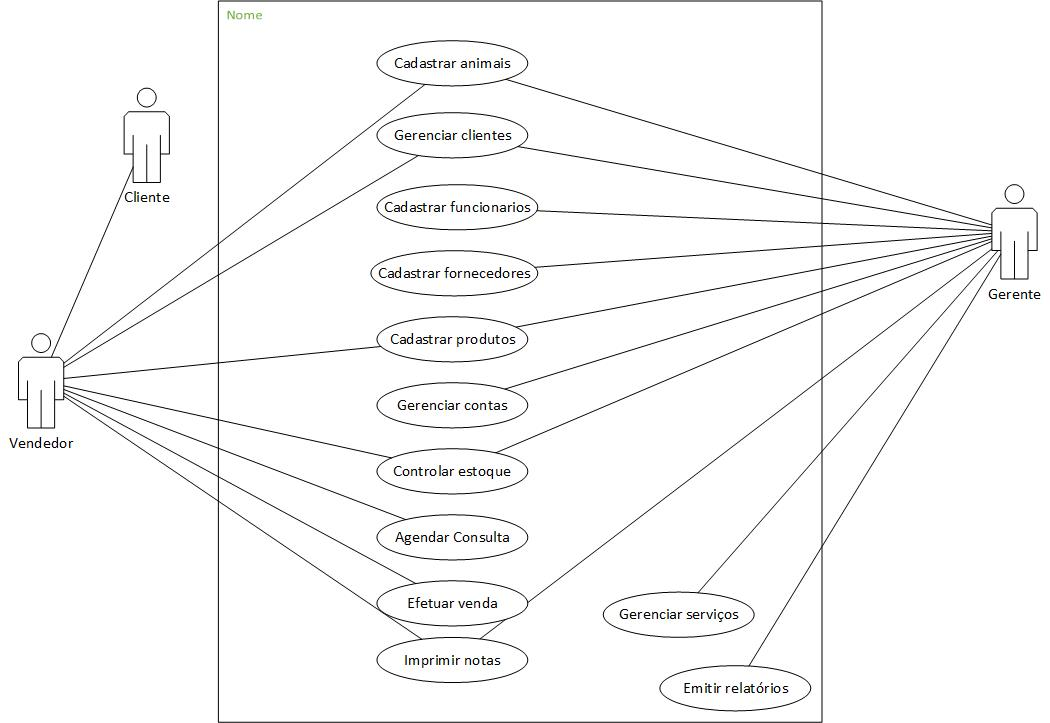 Nome
Cadastrar animais
Gerenciar clientes
Cliente
Cadastrar funcionarios
Cadastrar fornecedores
Gerente
Cadastrar produtos
Gerenciar contas
Vendedor
Controlar estoque
Agendar Consulta
Efetuar venda
Gerenciar serviços
Imprimir notas
Emitir relatórios